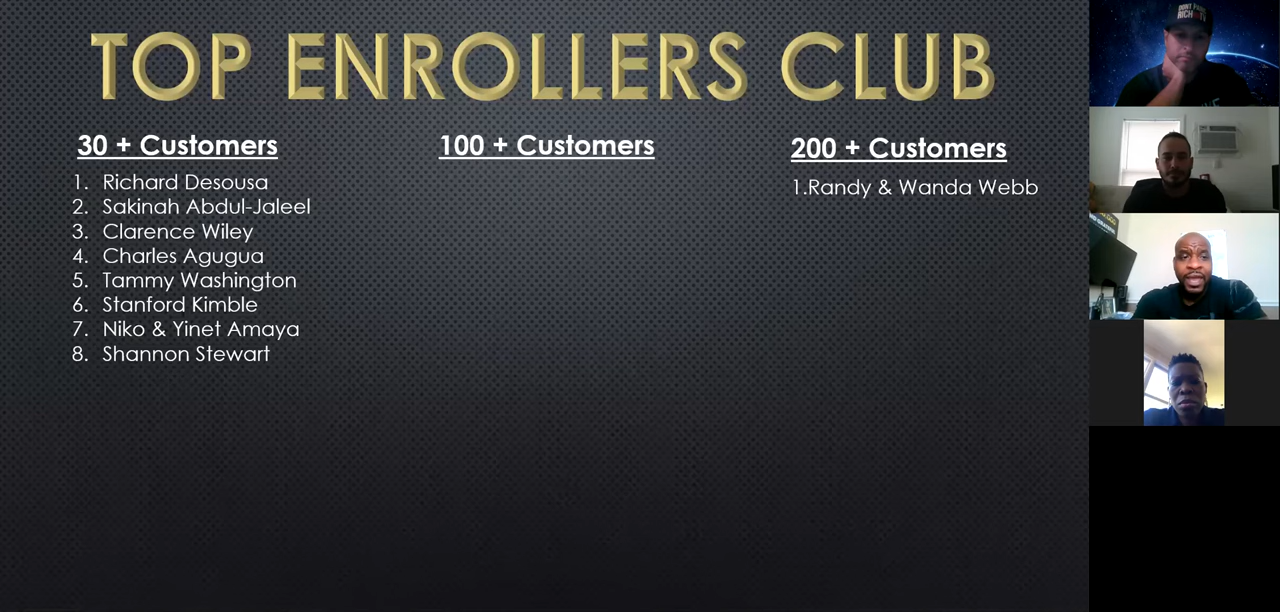 TOP ENROLLERS CLUB
30 + Customers
1. Richard Desousa
2. Sakinah Abdul-Jaleel
3. Clarence Wiley
4. Charles Agugua
5. Tammy Washington
6. Stanford Kimble
7. Niko & Yinet Amaya
8. Shannon Stewart
100 + Customers
200 + Customers
1.Randy & Wanda Webb
DONT
RICH